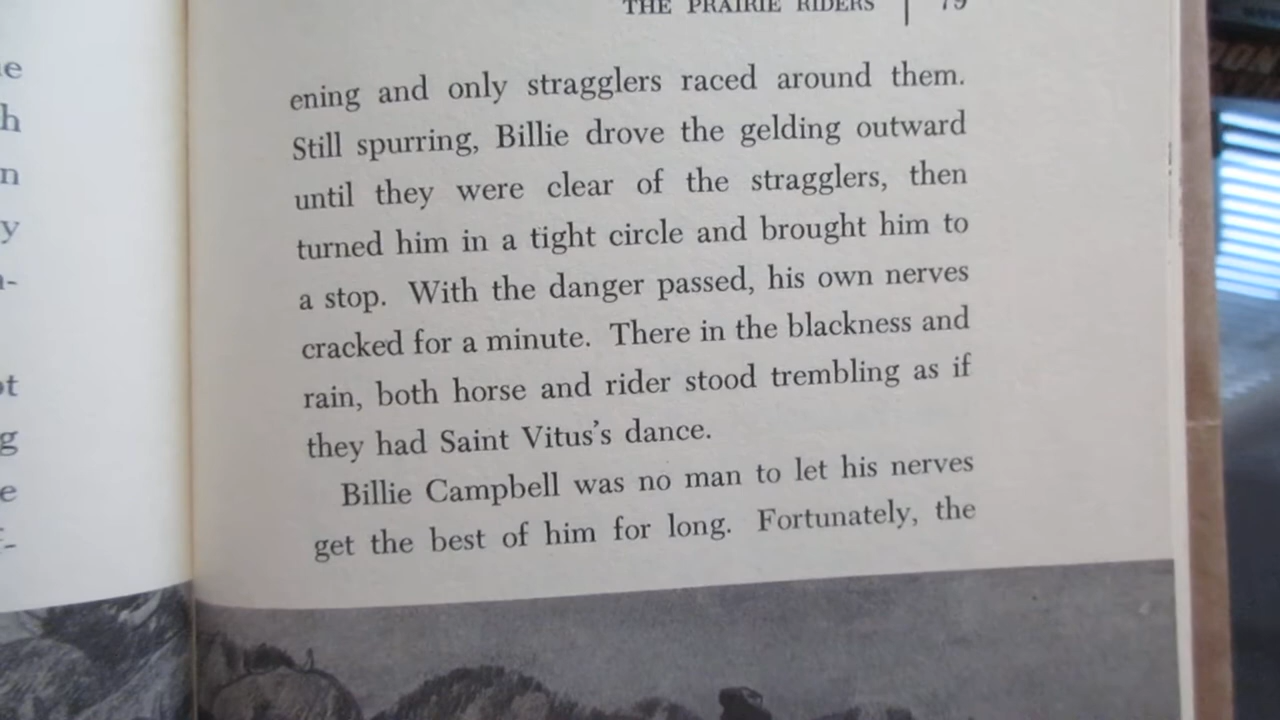 THE PRAIRIE RIDERS | 79
ening and only stragglers raced around them.
Still spurring, Billie drove the gelding outward
until they were clear of the stragglers, then
turned him in a tight circle and brought him to
a stop. With the danger passed, his own nerves
cracked for a minute. There in the blackness and
rain, both horse and rider stood trembling as if
they had Saint Vitus's dance.
Billie Campbell was no man to let his nerves
get the best of him for long. Fortunately, the